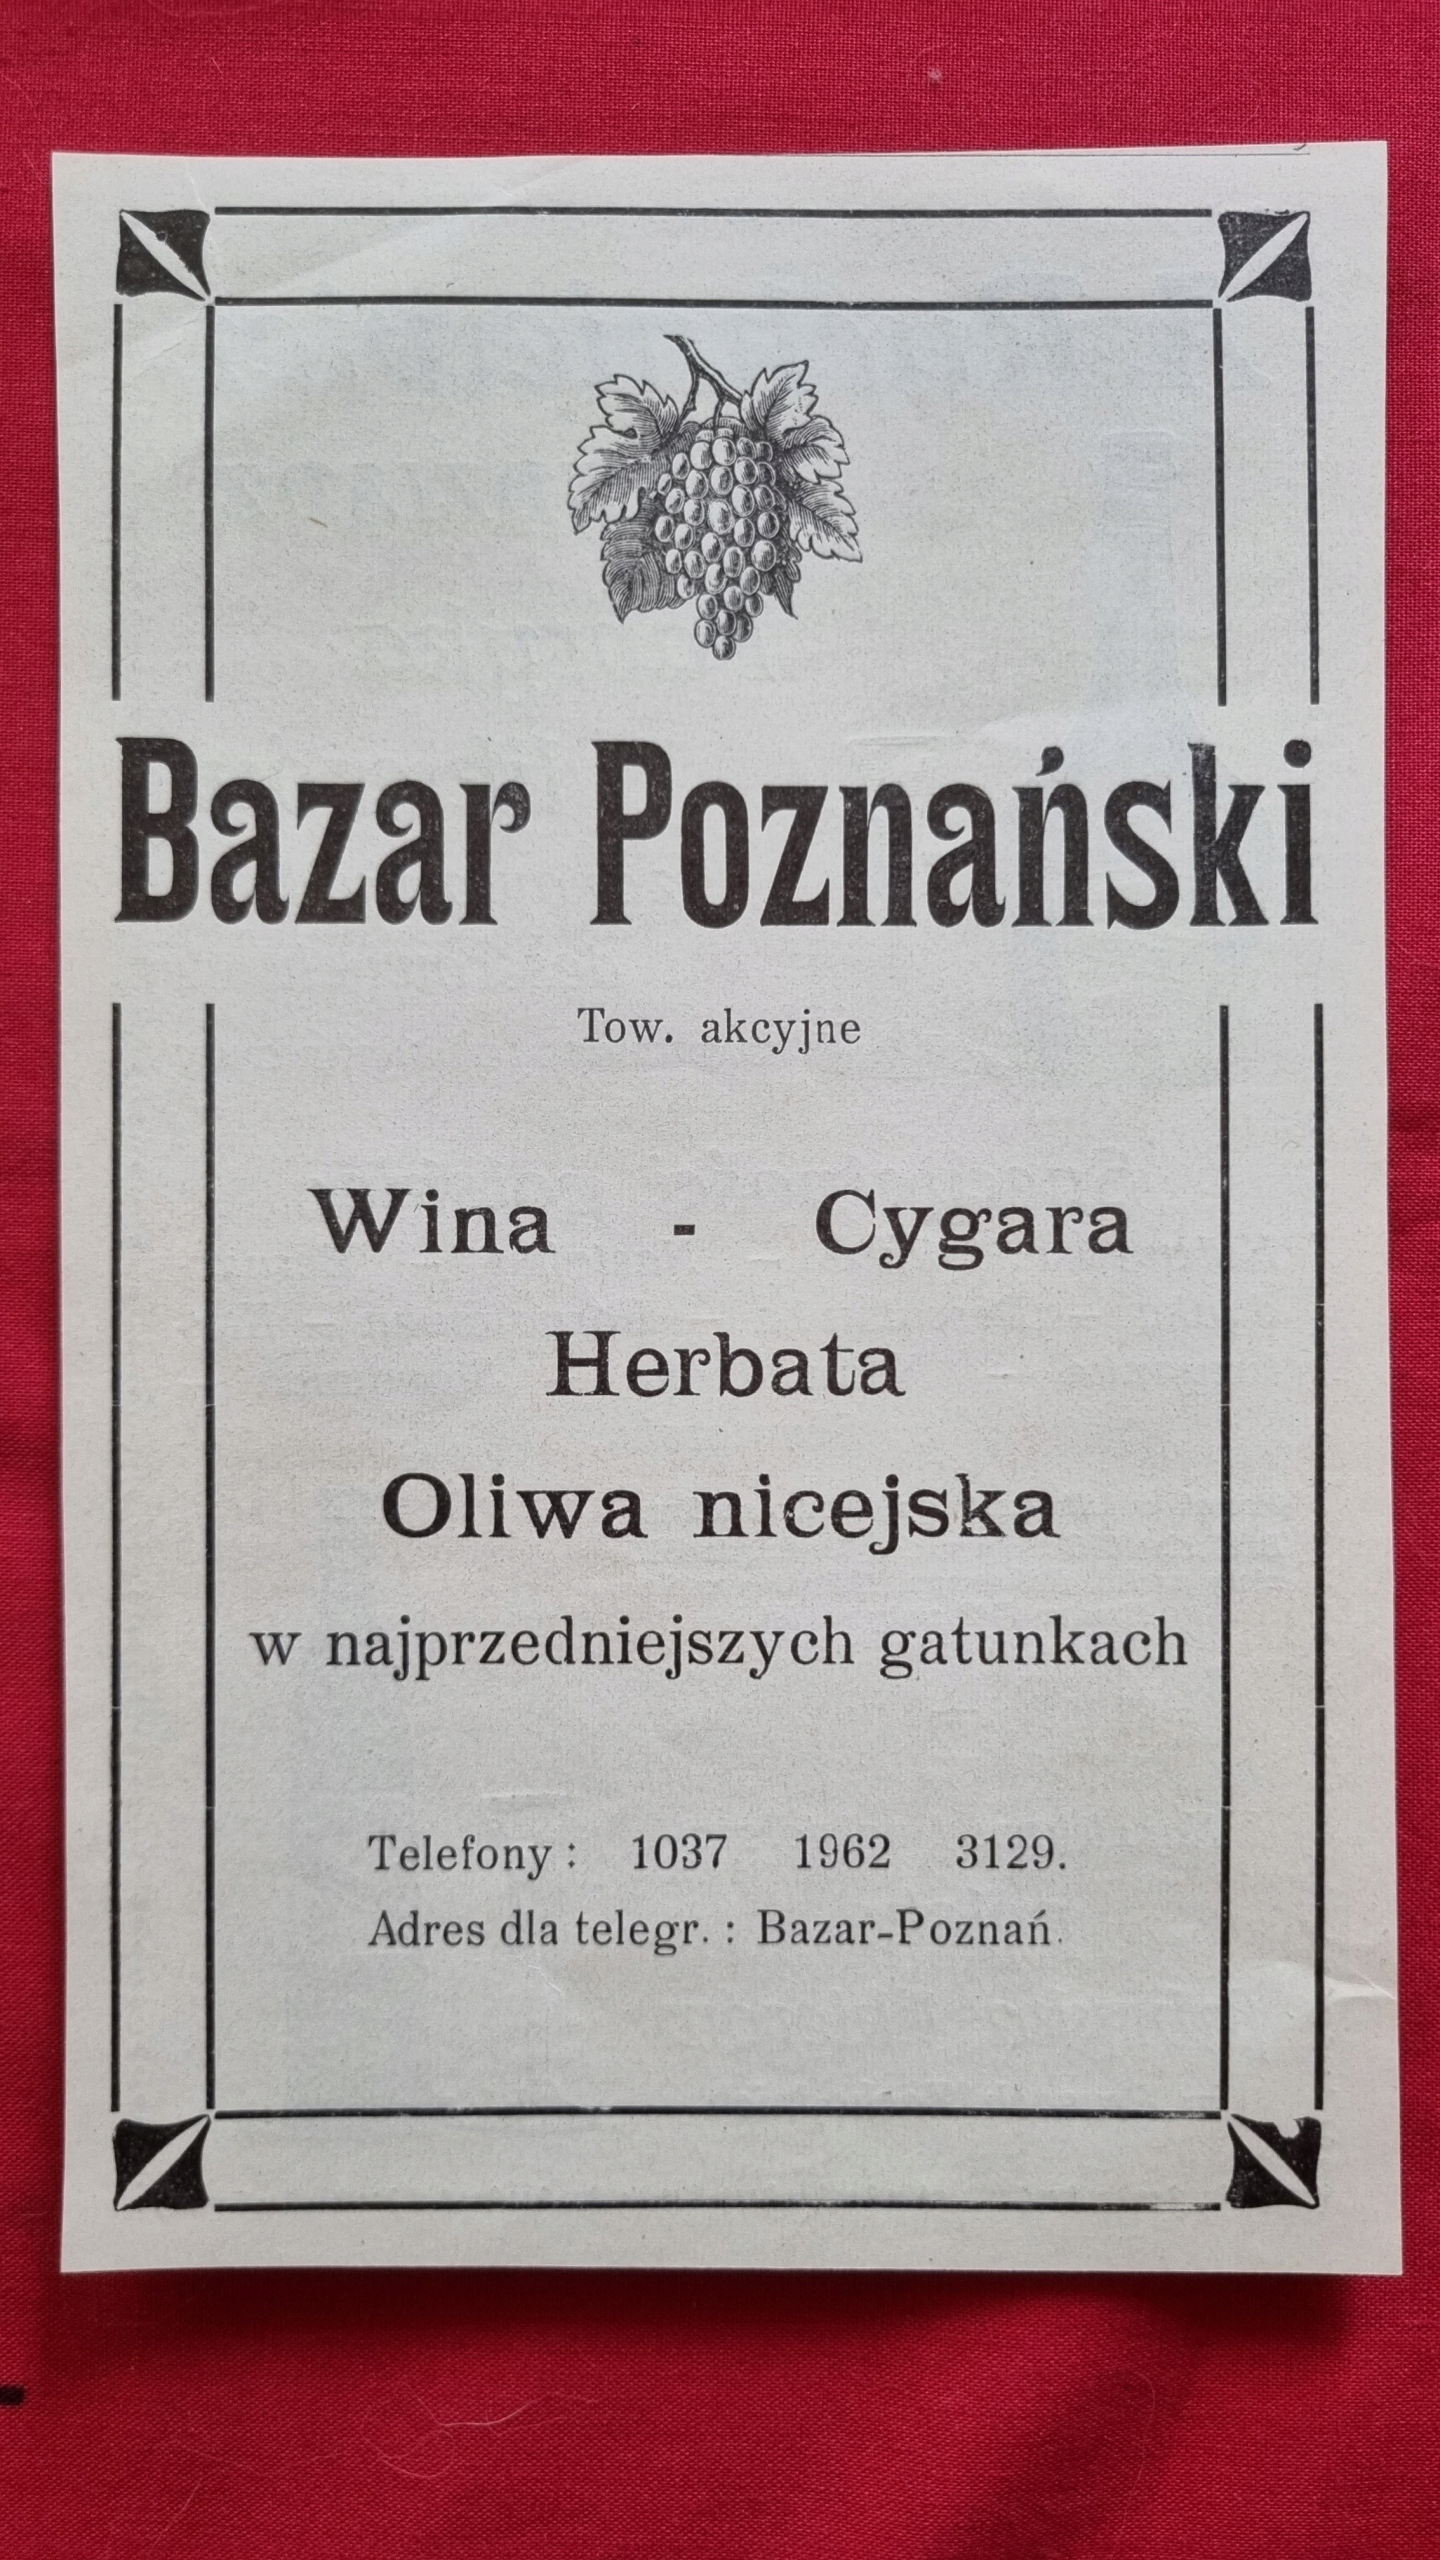 Bazar Poznański
Tow. akcyjne
Wina - Cygara
Herbata
Oliwa nicejska
w najprzedniejszych gatunkach
Telefony : 1037 1962 3129.
Adres dla telegr. : Bazar-Poznań.